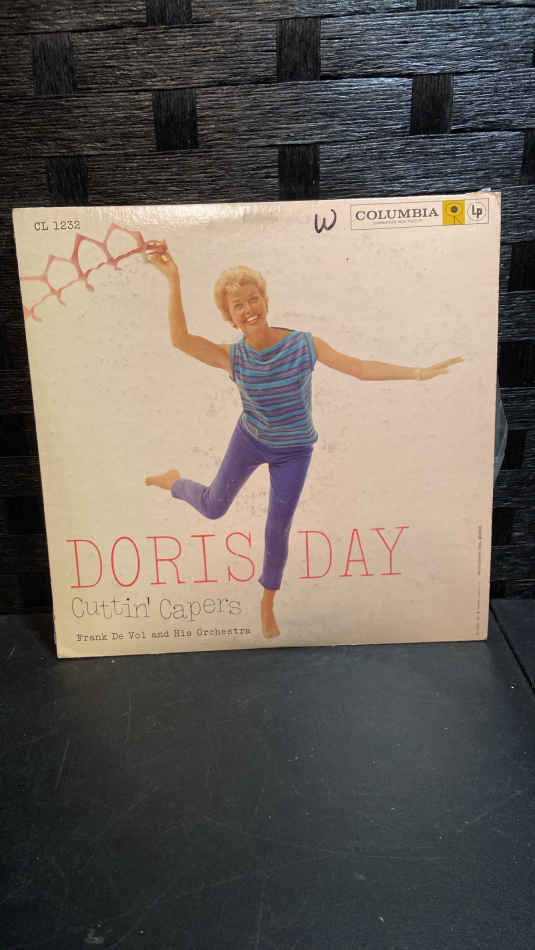 CL 1232
W
COLUMBIA
Lp
DORIS DAY
Cuttin' Capers
Frank De Vol and His Orchestra